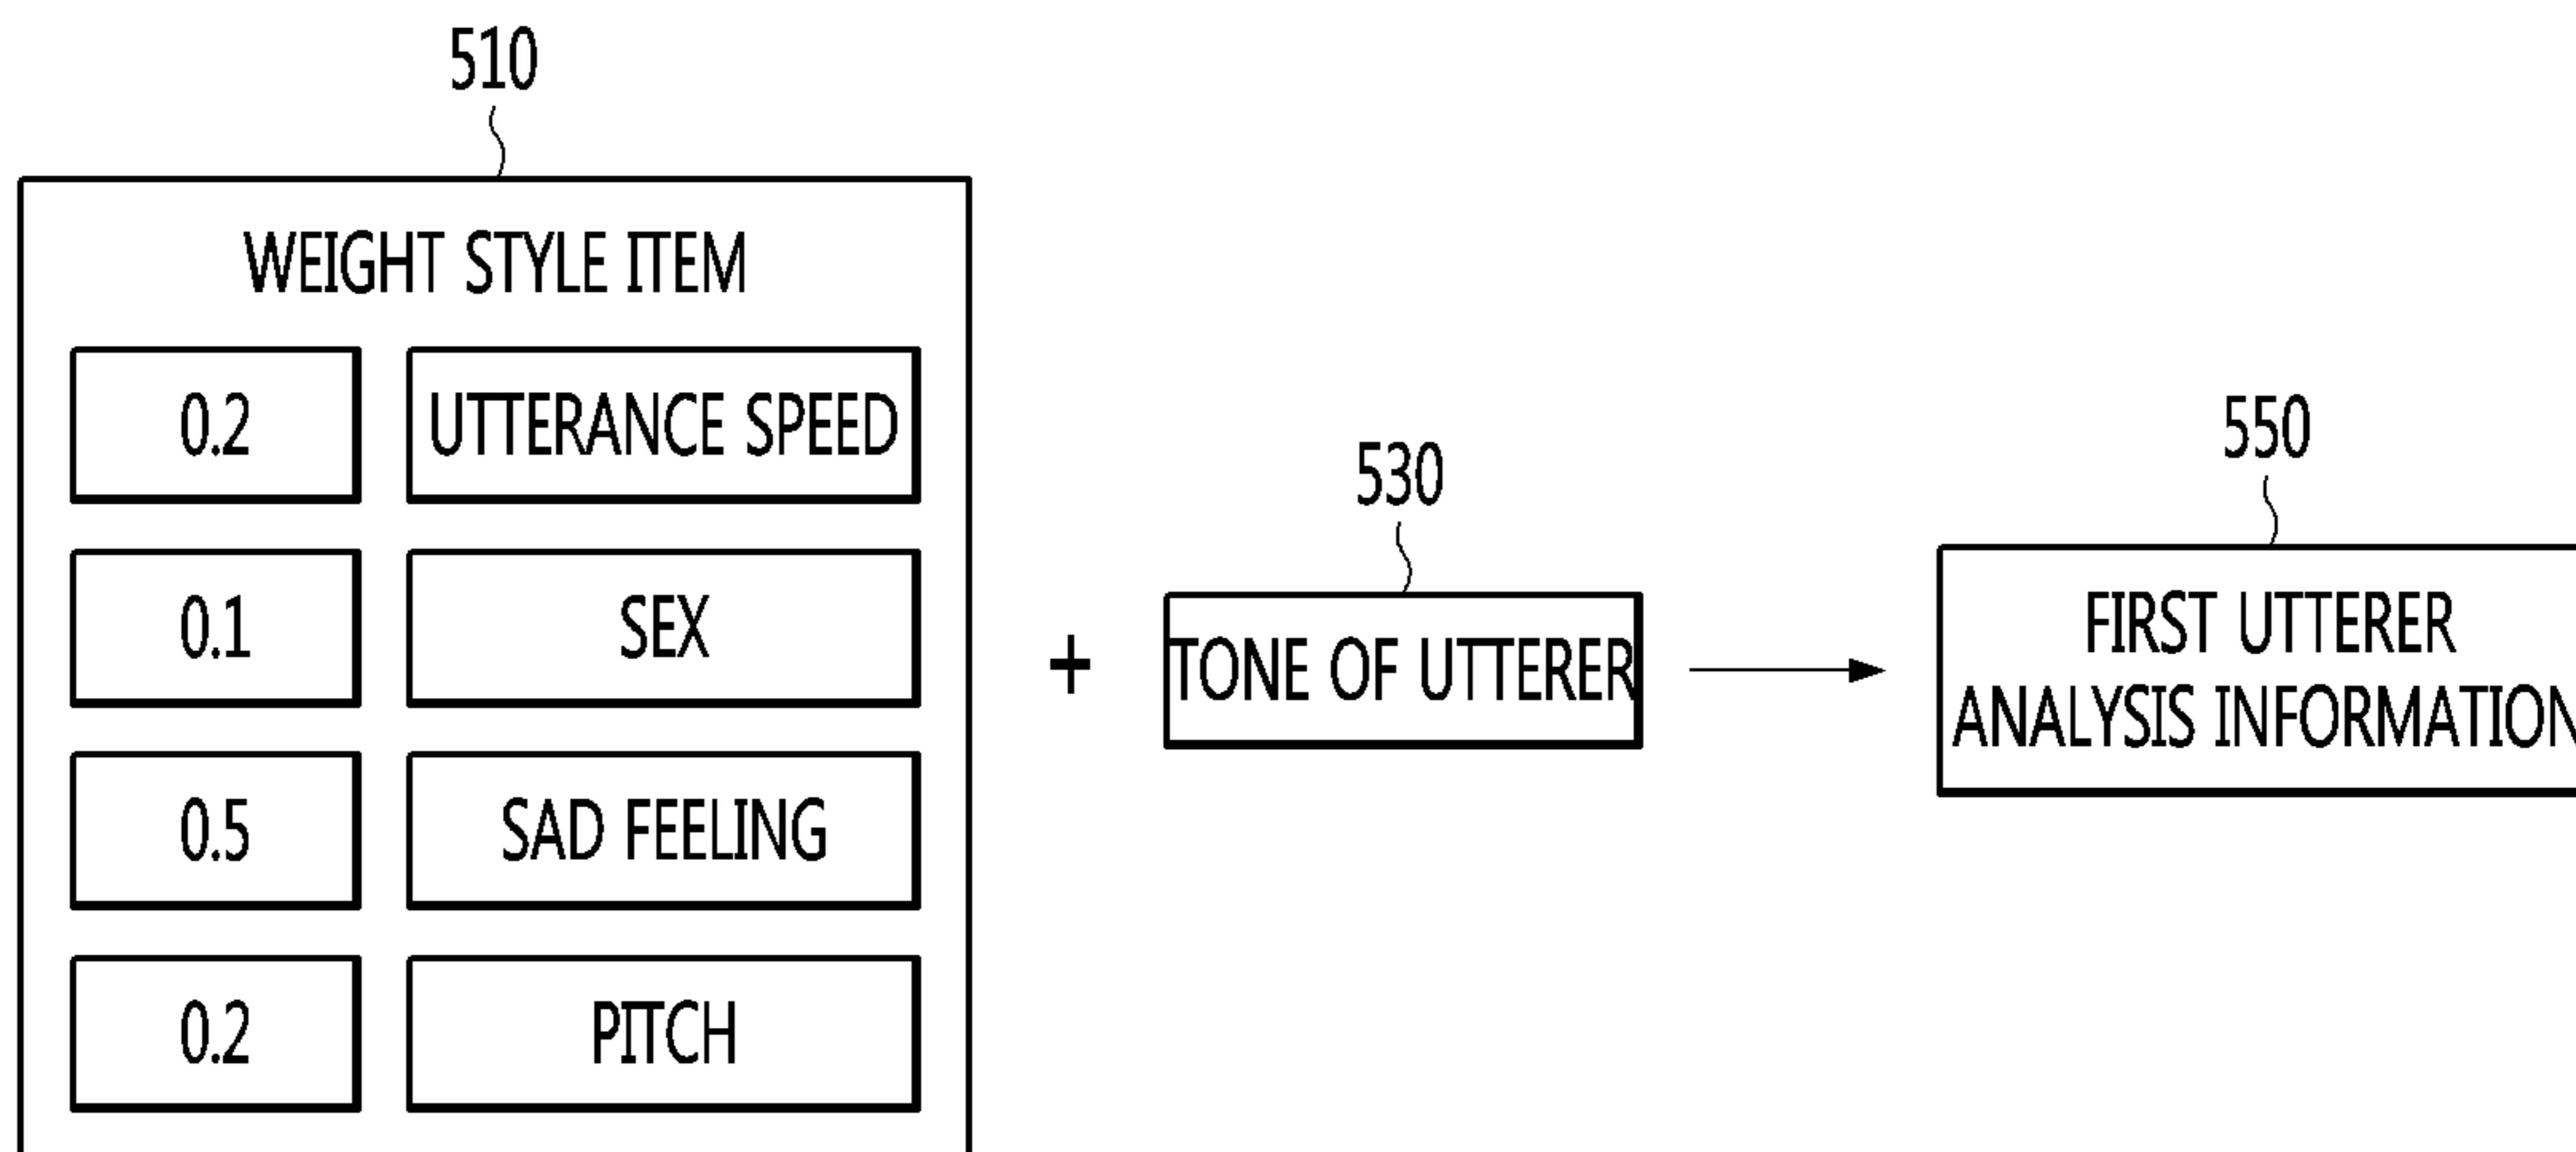 510
WEIGHT STYLE ITEM
0.2 UTTERANCE SPEED
0.1 SEX
0.5 SAD FEELING
0.2 PITCH
+
530
TONE OF UTTERER
550
FIRST UTTERER
ANALYSIS INFORMATION